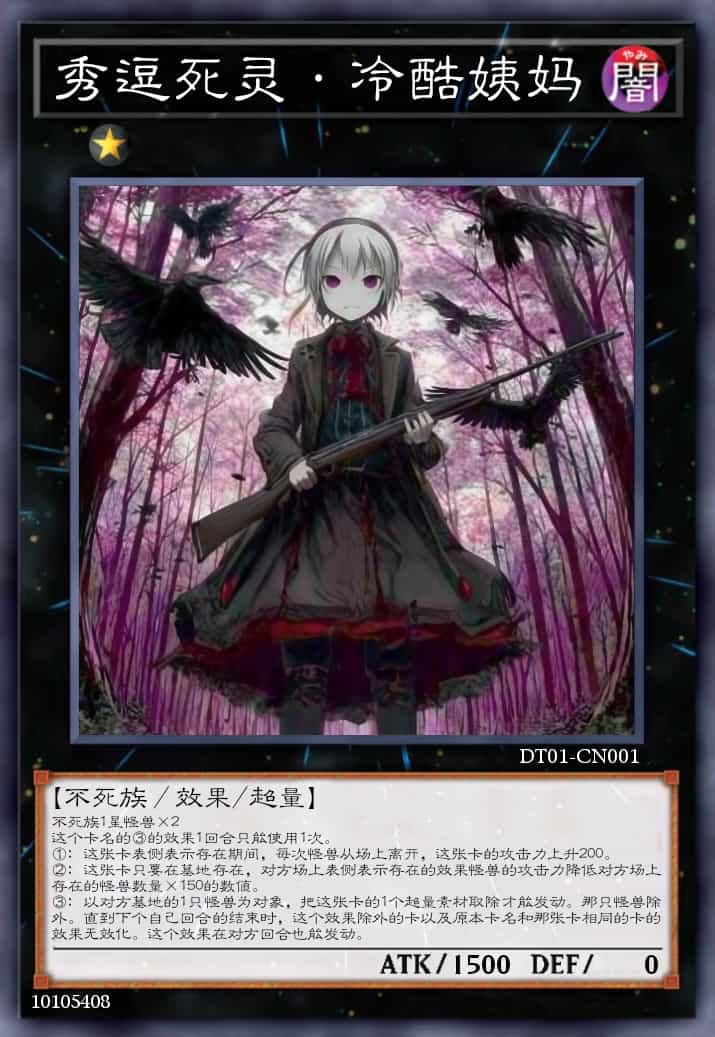 秀逗死灵·冷酷姨妈
やみ
闇
DT01-CN001
【不死族/效果/超量】
不死族1星怪兽×2
这个卡名的③的效果1回合只能使用1次。
①：这张卡表侧表示存在期间，每次怪兽从场上离开，这张卡的攻击力上升200。
②：这张卡只要在墓地存在，对方场上表侧表示存在的效果怪兽的攻击力降低对方场上
存在的怪兽数量×150的数值。
③：以对方墓地的1只怪兽为对象，把这张卡的1个超量素材取除才能发动。那只怪兽除
外。直到下个自己回合的结束时，这个效果除外的卡以及原本卡名和那张卡相同的卡的
效果无效化。这个效果在对方回合也能发动。
ATK/1500 DEF/ 0
10105408